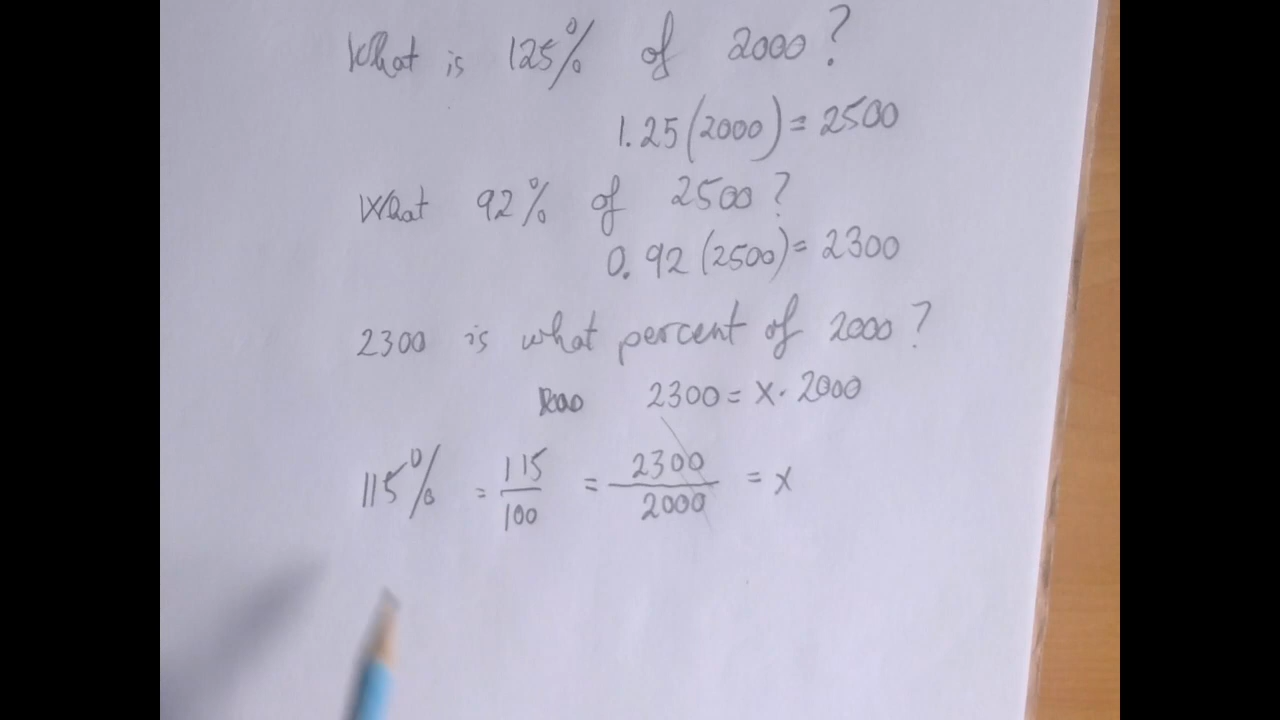 What is 125% of 2000?
1.25(2000) = 2500
What 92% of 2500?
0.92(2500) = 2300
2300 is what percent of 2000?
2300 = x · 2000
115% = 115/100 = 2300/2000 = x